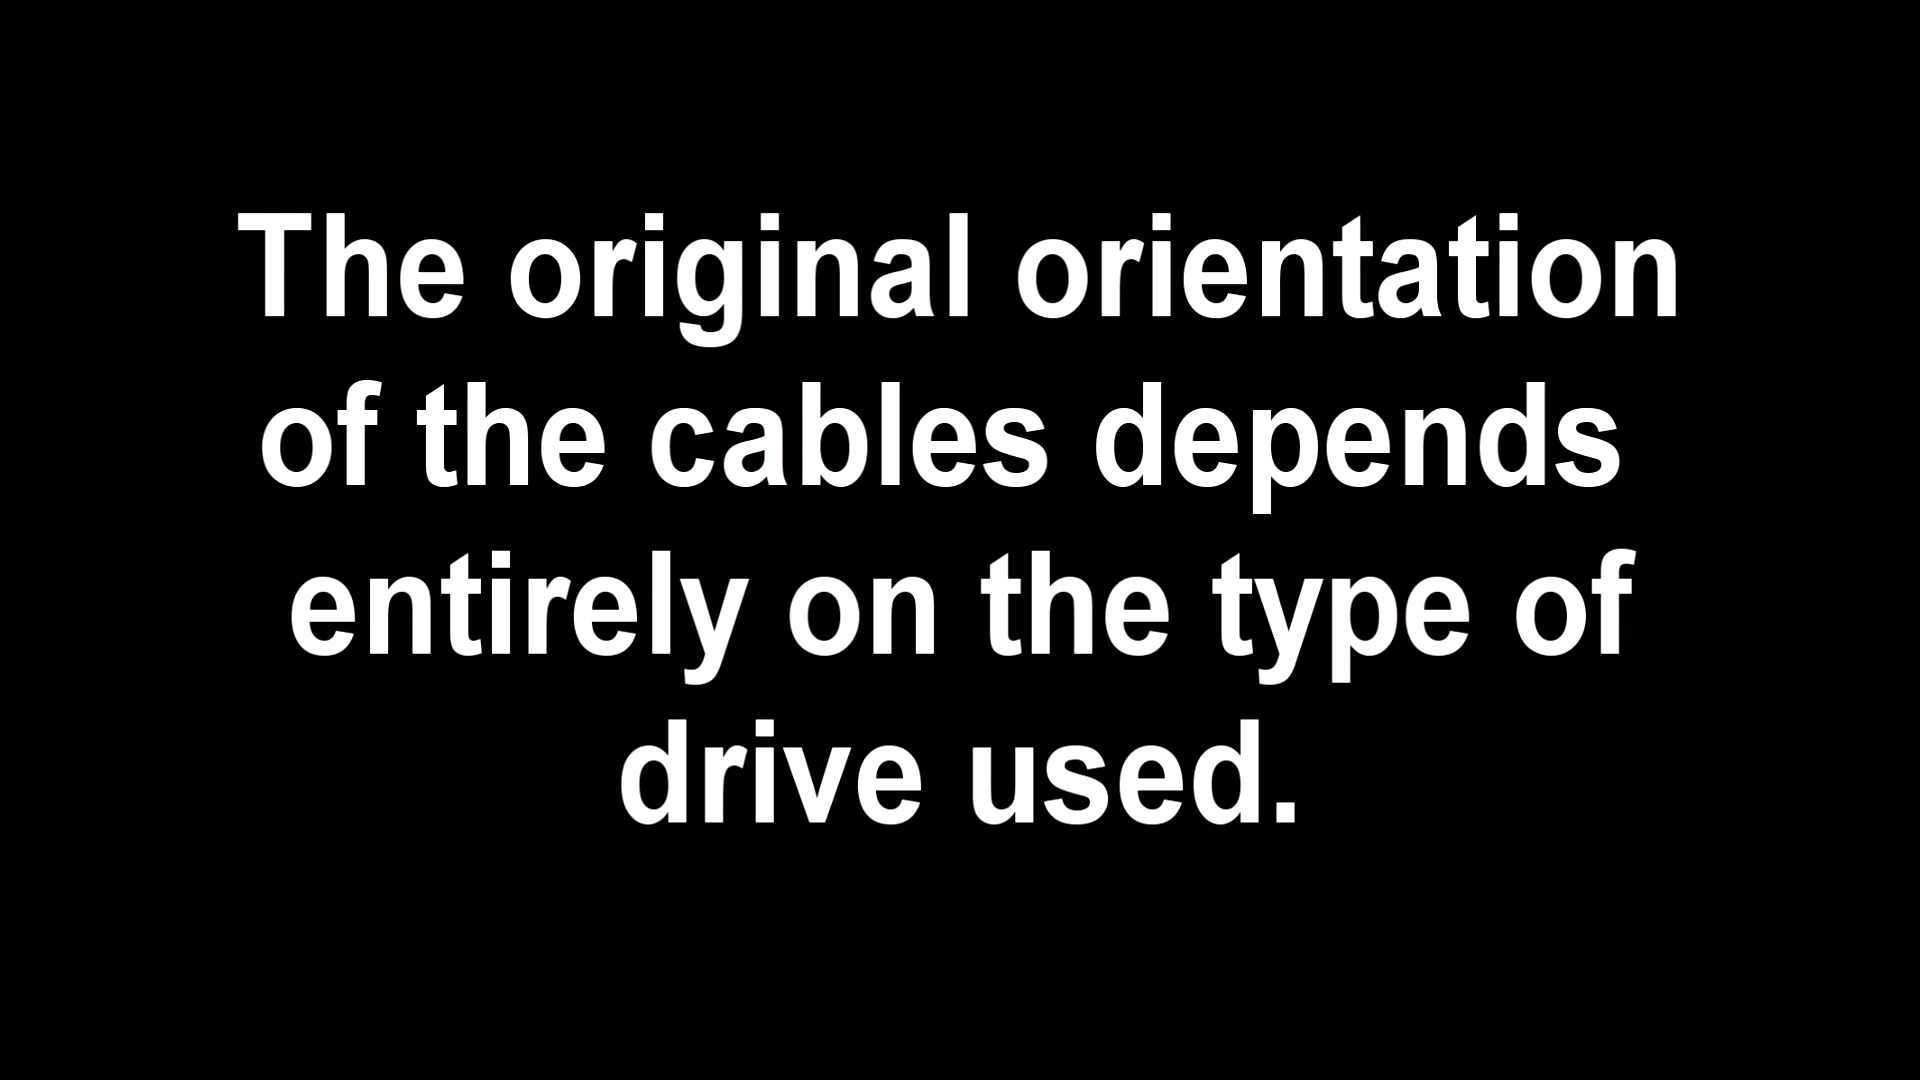 The original orientation
of the cables depends
entirely on the type of
drive used.